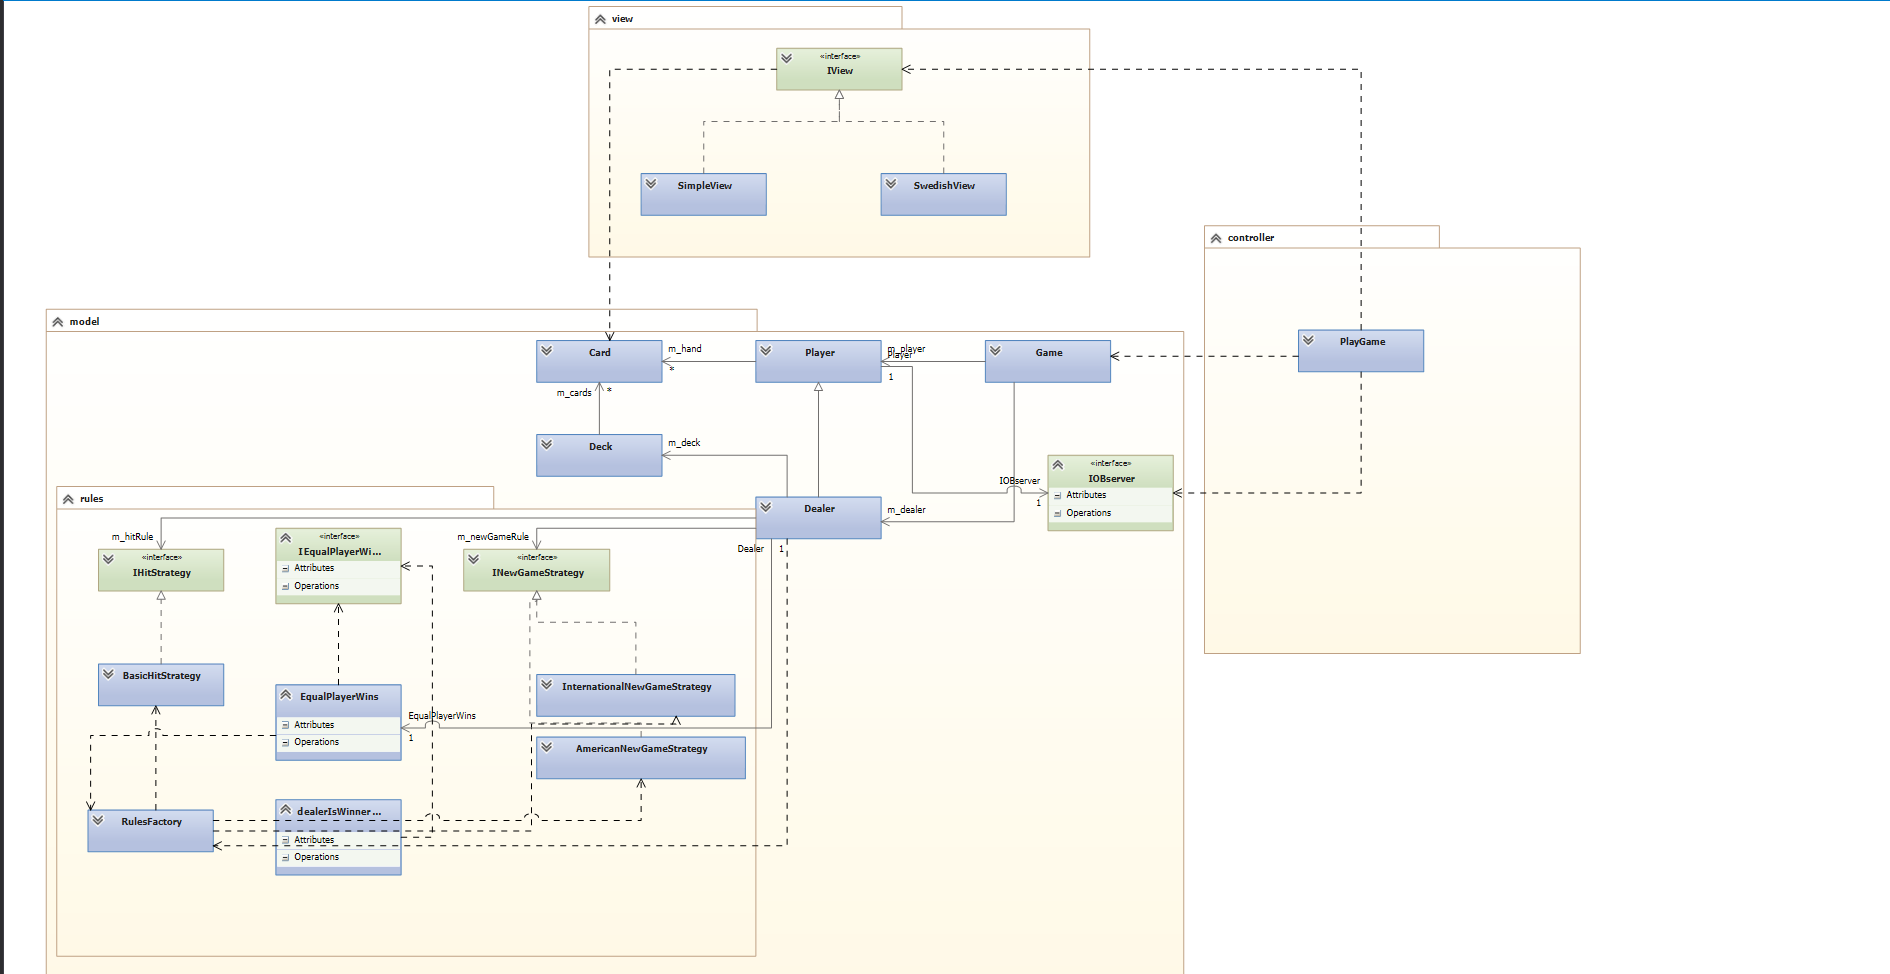 view
«interface»
IView
SimpleView
SwedishView
controller
PlayGame
model
Card
m_hand
*
Player
m_player
Player
1
Game
m_cards
*
Deck
m_deck
«interface»
IOBserver
Attributes
Operations
IOBserver
1
rules
Dealer
m_dealer
Dealer
1
m_hitRule
«interface»
IHitStrategy
«interface»
IEqualPlayerWi...
Attributes
Operations
m_newGameRule
«interface»
INewGameStrategy
BasicHitStrategy
EqualPlayerWins
Attributes
Operations
EqualPlayerWins
1
InternationalNewGameStrategy
AmericanNewGameStrategy
RulesFactory
dealerIsWinner...
Attributes
Operations